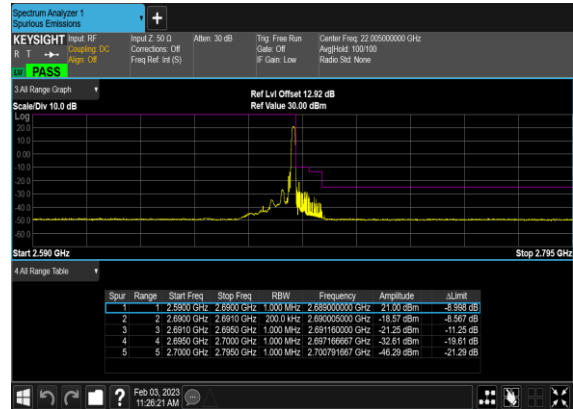 Spectrum Analyzer 1
Spurious Emissions
+
KEYSIGHT Input: RF Input Z: 50 Ω Atten: 30 dB Trig: Free Run Center Freq: 22.005000000 GHz
R T Coupling: DC Corrections: Off Gate: Off Avg|Hold: 100/100
Align: Off Freq Ref: Int (S) IF Gain: Low Radio Std: None
PASS
3 All Range Graph
Ref Lvl Offset 12.92 dB
Scale/Div 10.0 dB Ref Value 30.00 dBm
Log
20.0
10.0
0.00
-10.0
-20.0
-30.0
-40.0
-50.0
-60.0
Start 2.590 GHz Stop 2.795 GHz
4 All Range Table
Spur Range Start Freq Stop Freq RBW Frequency Amplitude ΔLimit
1 1 2.5900 GHz 2.6900 GHz 1.000 MHz 2.689000000 GHz 21.00 dBm -8.998 dB
2 2 2.6900 GHz 2.6910 GHz 200.0 kHz 2.690005000 GHz -18.57 dBm -8.567 dB
3 3 2.6910 GHz 2.6950 GHz 1.000 MHz 2.691160000 GHz -21.25 dBm -11.25 dB
4 4 2.6950 GHz 2.7000 GHz 1.000 MHz 2.697166667 GHz -32.61 dBm -19.61 dB
5 5 2.7000 GHz 2.7950 GHz 1.000 MHz 2.700791667 GHz -46.29 dBm -21.29 dB
?
Feb 03, 2023
11:26:21 AM